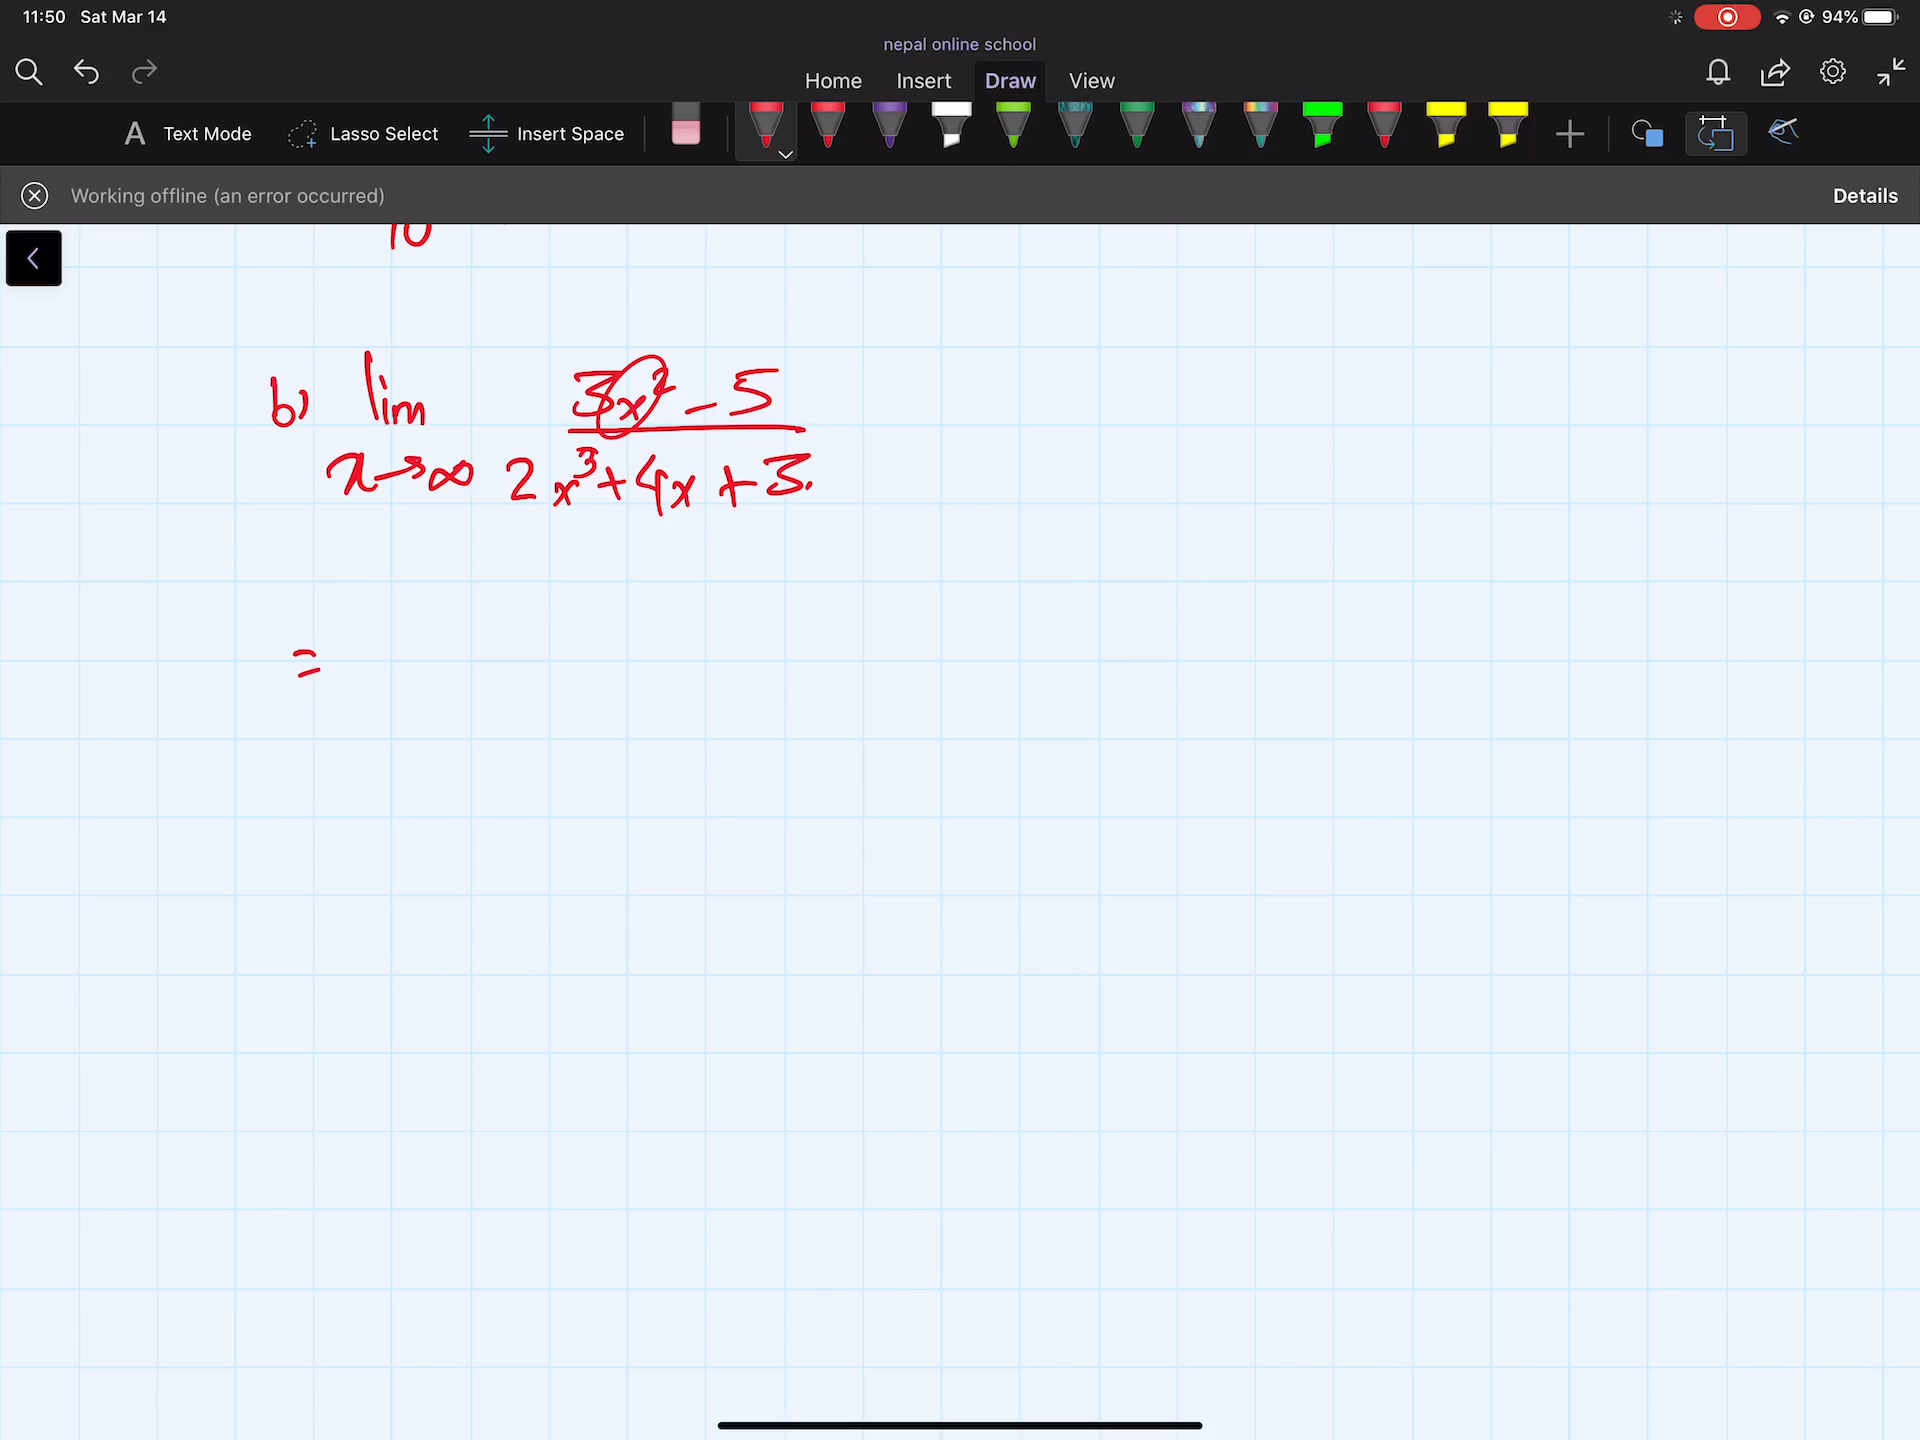 11:50 Sat Mar 14
94%
nepal online school
Home Insert Draw View
A Text Mode Lasso Select Insert Space
Working offline (an error occurred) Details
10
b) lim 3x² - 5
x→∞ 2x³+4x+3.
=